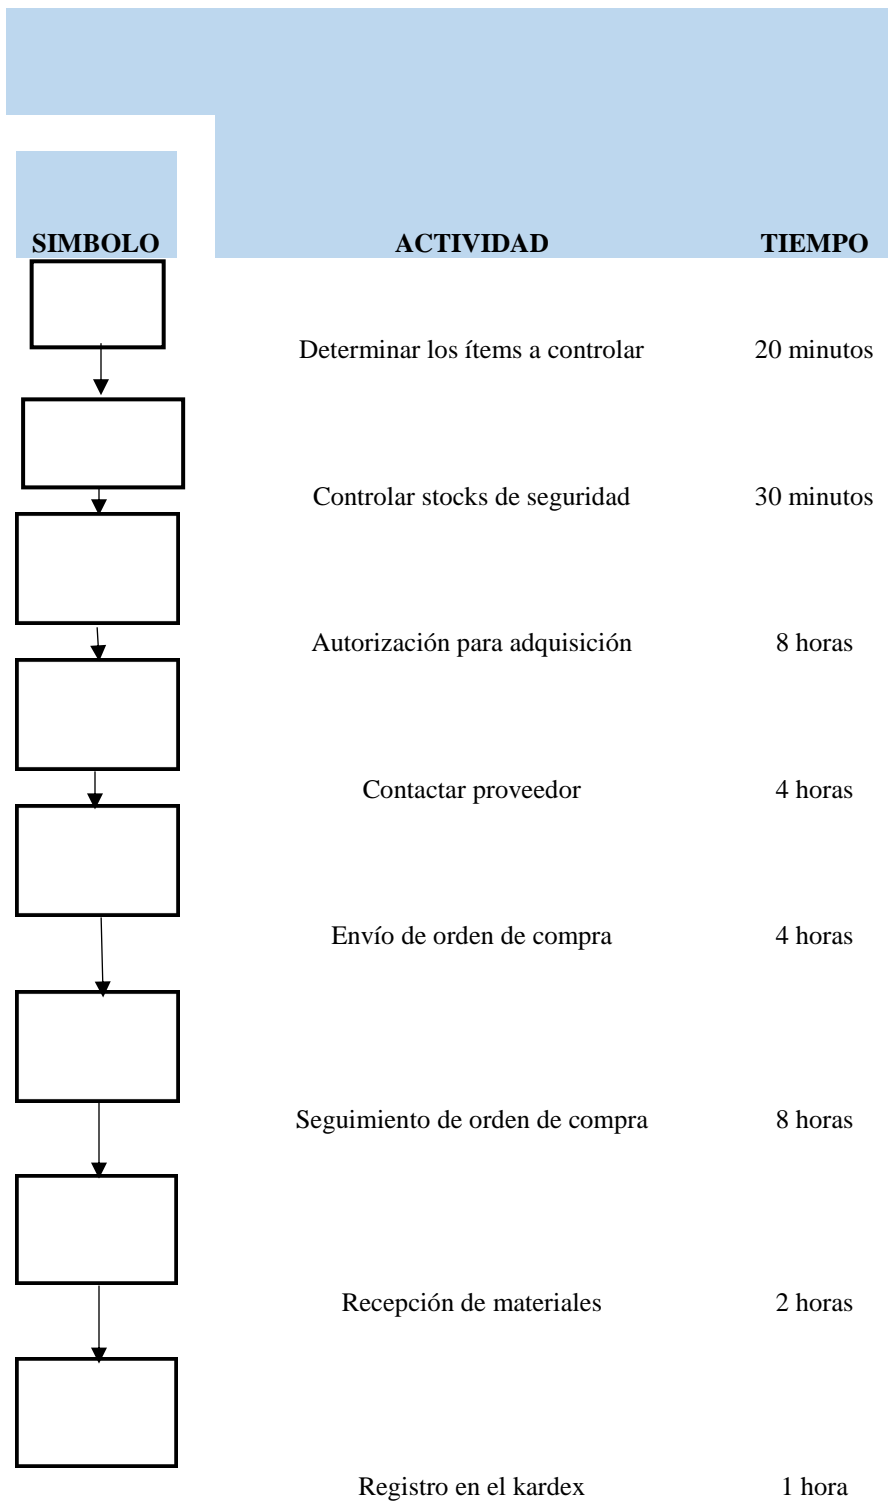 SIMBOLO ACTIVIDAD TIEMPO
Determinar los ítems a controlar 20 minutos
Controlar stocks de seguridad 30 minutos
Autorización para adquisición 8 horas
Contactar proveedor 4 horas
Envío de orden de compra 4 horas
Seguimiento de orden de compra 8 horas
Recepción de materiales 2 horas
Registro en el kardex 1 hora